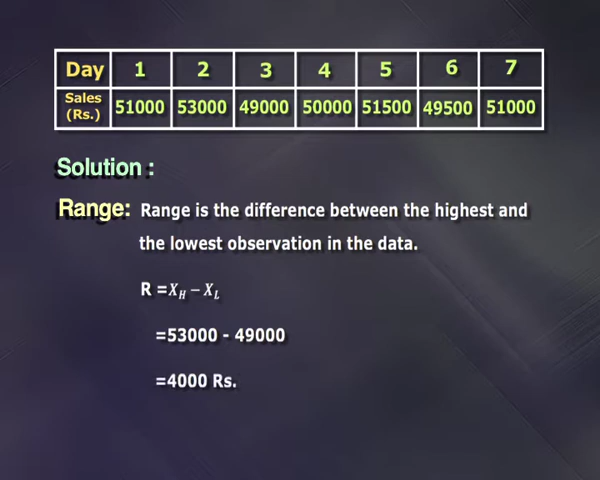 Day 1 2 3 4 5 6 7
Sales (Rs.) 51000 53000 49000 50000 51500 49500 51000
Solution :
Range: Range is the difference between the highest and
the lowest observation in the data.
R =X_H – X_L
=53000 - 49000
=4000 Rs.